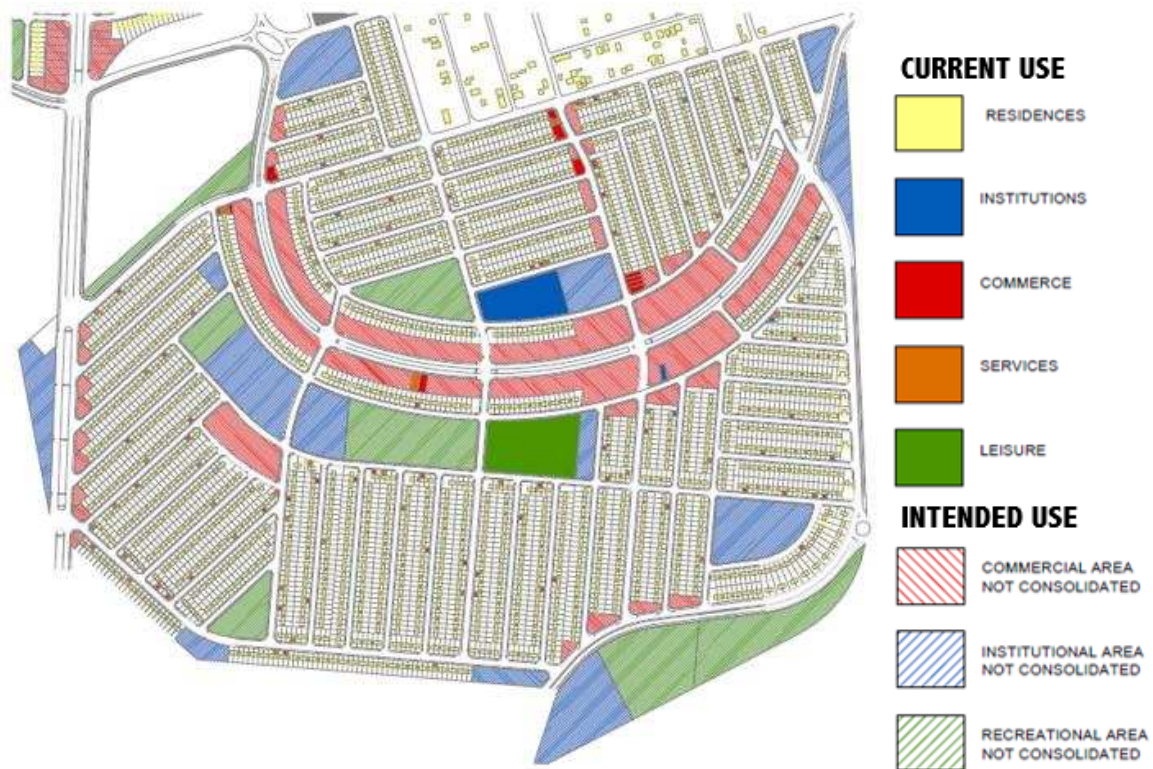 CURRENT USE
RESIDENCES
INSTITUTIONS
COMMERCE
SERVICES
LEISURE
INTENDED USE
COMMERCIAL AREA
NOT CONSOLIDATED
INSTITUTIONAL AREA
NOT CONSOLIDATED
RECREATIONAL AREA
NOT CONSOLIDATED